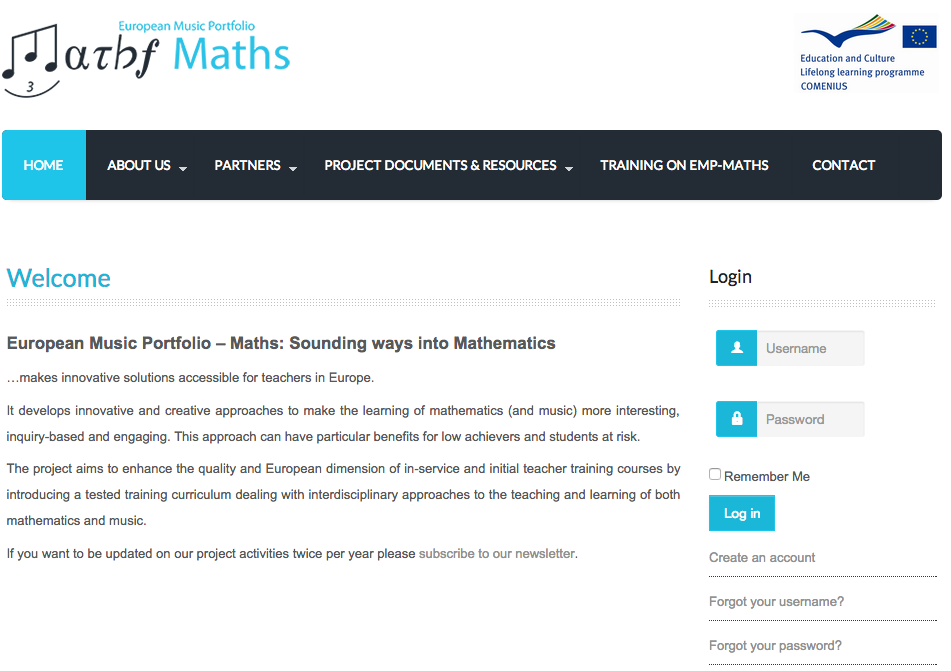 European Music Portfolio
Maths
3
Education and Culture
Lifelong learning programme
COMENIUS
HOME ABOUT US PARTNERS PROJECT DOCUMENTS & RESOURCES TRAINING ON EMP-MATHS CONTACT
Welcome
European Music Portfolio – Maths: Sounding ways into Mathematics
…makes innovative solutions accessible for teachers in Europe.
It develops innovative and creative approaches to make the learning of mathematics (and music) more interesting,
inquiry-based and engaging. This approach can have particular benefits for low achievers and students at risk.
The project aims to enhance the quality and European dimension of in-service and initial teacher training courses by
introducing a tested training curriculum dealing with interdisciplinary approaches to the teaching and learning of both
mathematics and music.
If you want to be updated on our project activities twice per year please subscribe to our newsletter.
Login
Username
Password
Remember Me
Log in
Create an account
Forgot your username?
Forgot your password?